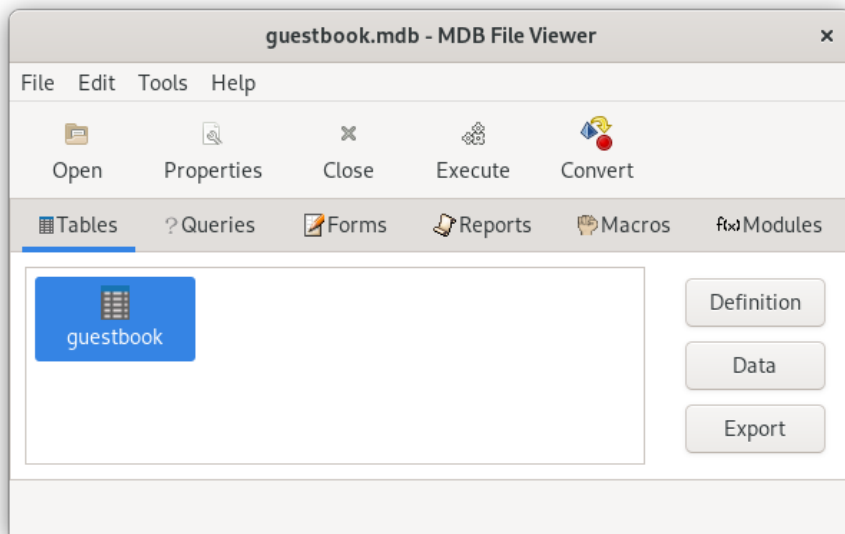 guestbook.mdb - MDB File Viewer ×
File Edit Tools Help
Open Properties Close Execute Convert
Tables ? Queries Forms Reports Macros f(x) Modules
guestbook
Definition
Data
Export